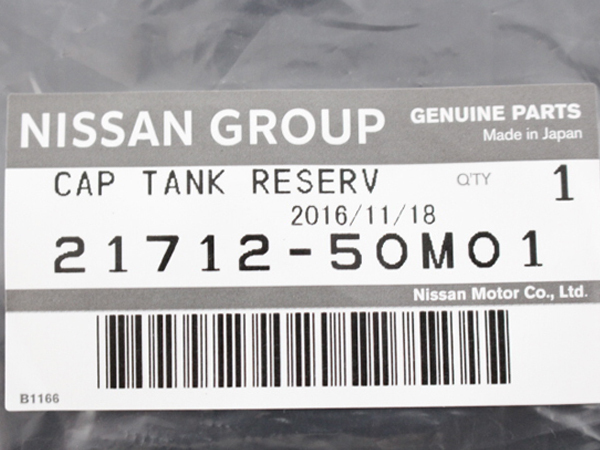 NISSAN GROUP GENUINE PARTS
Made in Japan
CAP TANK RESERV Q'TY 1
2016/11/18
21712-50M01
Nissan Motor Co., Ltd.
B1166